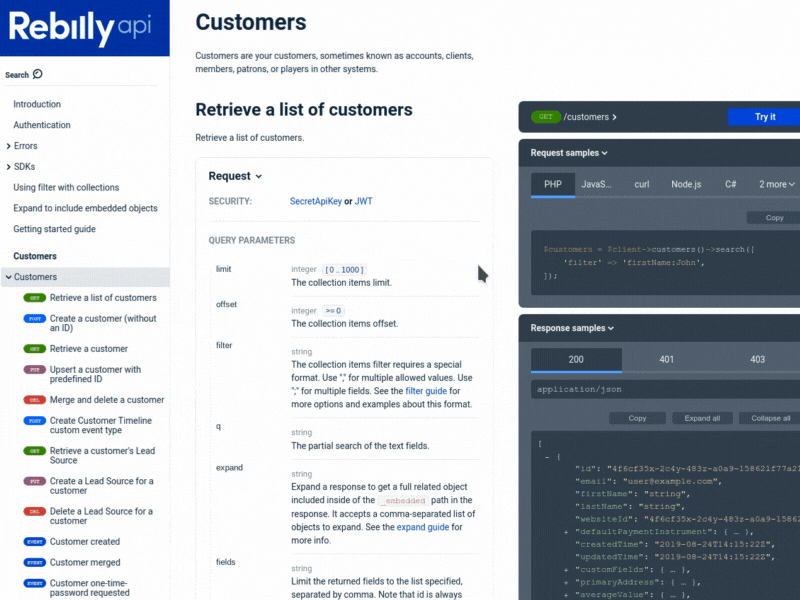 Rebilly api
Search
Introduction
Authentication
Errors
SDKs
Using filter with collections
Expand to include embedded objects
Getting started guide
Customers
Customers
GET Retrieve a list of customers
POST Create a customer (without
an ID)
GET Retrieve a customer
PUT Upsert a customer with
predefined ID
DEL Merge and delete a customer
POST Create Customer Timeline
custom event type
GET Retrieve a customer's Lead
Source
PUT Create a Lead Source for a
customer
DEL Delete a Lead Source for a
customer
EVENT Customer created
EVENT Customer merged
EVENT Customer one-time-
password requested
Customers
Customers are your customers, sometimes known as accounts, clients,
members, patrons, or players in other systems.
Retrieve a list of customers
Retrieve a list of customers.
Request
SECURITY: SecretApiKey or JWT
QUERY PARAMETERS
limit
integer [ 0 .. 1000 ]
The collection items limit.
offset
integer >= 0
The collection items offset.
filter
string
The collection items filter requires a special
format. Use "," for multiple allowed values. Use
";" for multiple fields. See the filter guide for
more options and examples about this format.
q
string
The partial search of the text fields.
expand
string
Expand a response to get a full related object
included inside of the _embedded path in the
response. It accepts a comma-separated list of
objects to expand. See the expand guide for
more info.
fields
string
Limit the returned fields to the list specified,
separated by comma. Note that id is always
GET /customers
Try it
Request samples
PHP JavaS... curl Node.js C# 2 more
Copy
$customers = $client->customers()->search([
'filter' => 'firstName:John',
]);
Response samples
200 401 403
application/json
Copy Expand all Collapse all
[
- {
"id": "4f6cf35x-2c4y-483z-a0a9-158621f77a21
"email": "user@example.com",
"firstName": "string",
"lastName": "string",
"websiteId": "4f6cf35x-2c4y-483z-a0a9-15862
+ "defaultPaymentInstrument": { … },
"createdTime": "2019-08-24T14:15:22Z",
"updatedTime": "2019-08-24T14:15:22Z",
+ "customFields": { … },
+ "primaryAddress": { … },
+ "averageValue": { … },